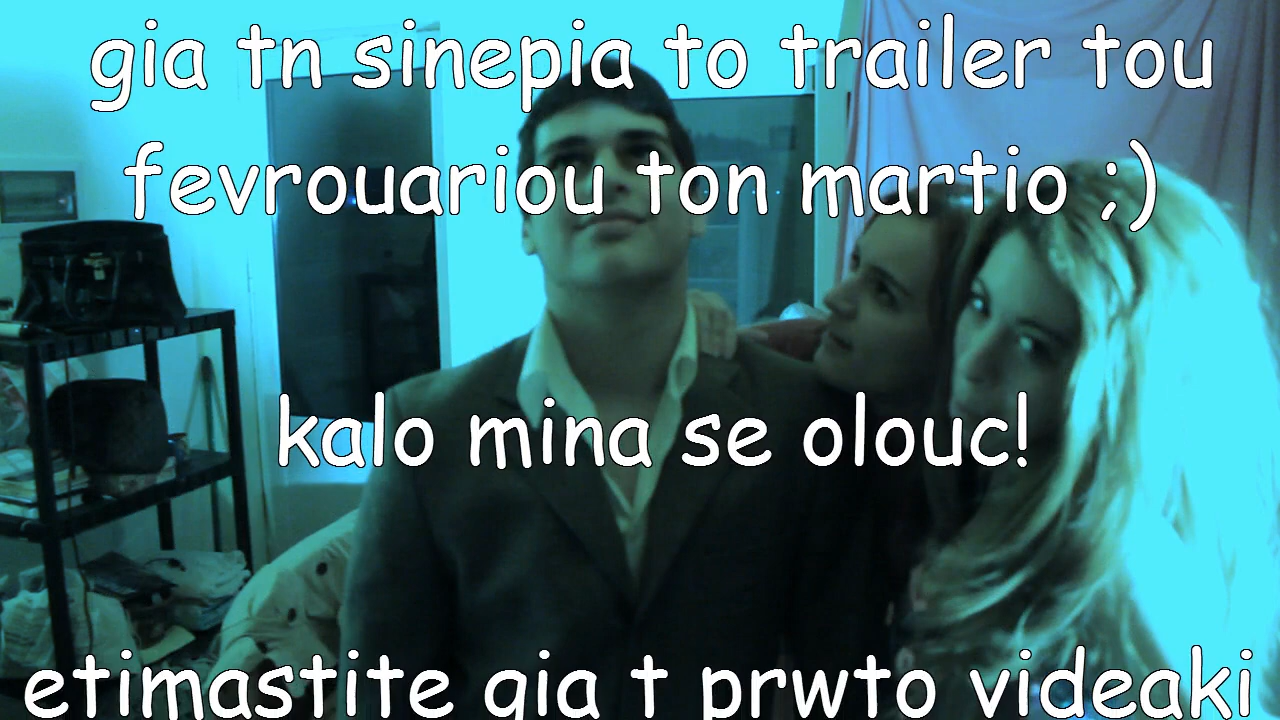 gia tn sinepia to trailer tou
fevrouariou ton martio ;)
kalo mina se olouc!
etimastite gia t prwto videaki